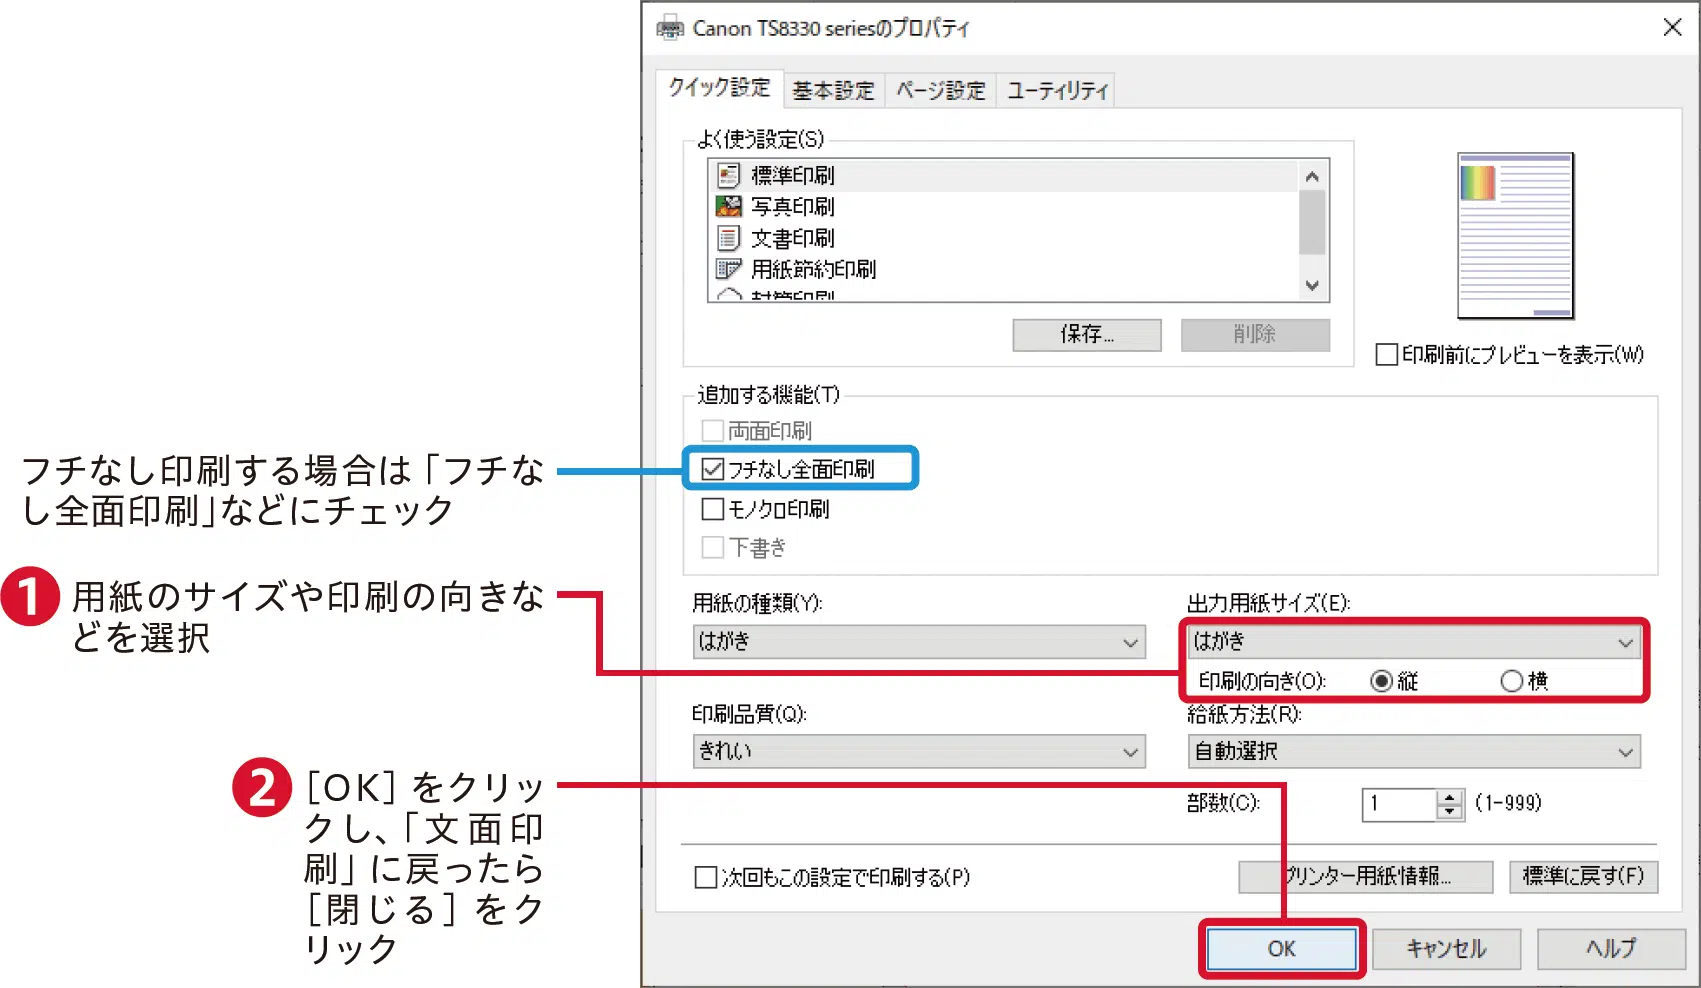 Canon TS8330 seriesのプロパティ
クイック設定
基本設定
ページ設定
ユーティリティ
よく使う設定(S)
標準印刷
写真印刷
文書印刷
用紙節約印刷
封筒印刷
保存...
削除
印刷前にプレビューを表示(W)
追加する機能(T)
両面印刷
フチなし全面印刷
モノクロ印刷
下書き
フチなし印刷する場合は「フチな
し全面印刷」などにチェック
1 用紙のサイズや印刷の向きな
どを選択
用紙の種類(Y):
はがき
出力用紙サイズ(E):
はがき
印刷の向き(O):
縦
横
印刷品質(Q):
きれい
給紙方法(R):
自動選択
2 ［OK］をクリッ
クし、「文面印
刷」に戻ったら
［閉じる］をク
リック
部数(C):
1
(1-999)
次回もこの設定で印刷する(P)
プリンター用紙情報...
標準に戻す(F)
OK
キャンセル
ヘルプ